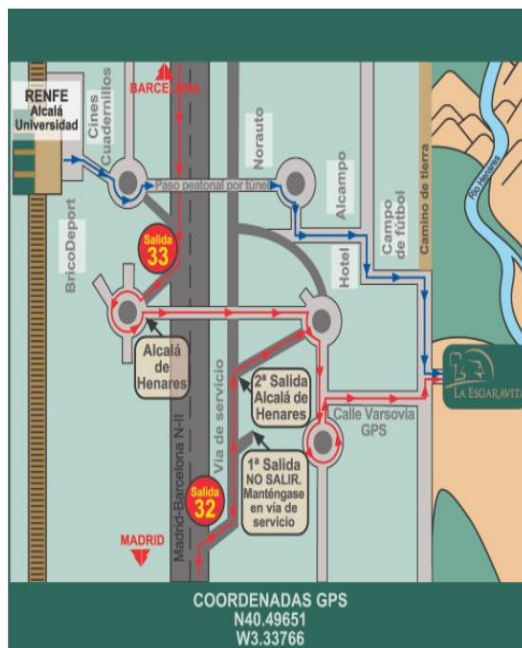 RENFE
Alcalá
Universidad
Cines
Cuadernillos
BARCELONA
Norauto
Alcampo
Campo
de fútbol
Camino de tierra
Río Henares
Paso peatonal por túnel
BricoDeport
Salida
33
Hotel
Alcalá
de
Henares
Vía de servicio
2ª Salida
Alcalá de
Henares
LA ESGARAVITA
Calle Varsovia
GPS
1ª Salida
NO SALIR.
Manténgase
en vía de
servicio
Madrid-Barcelona N-II
Salida
32
MADRID
COORDENADAS GPS
N40.49651
W3.33766